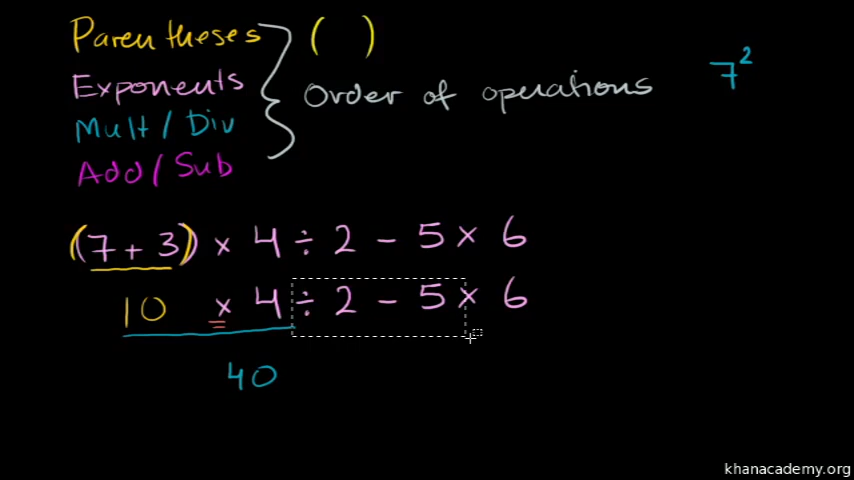 Parentheses ( )
Exponents
Order of operations 7²
Mult / Div
Add / Sub
(7 + 3) × 4 ÷ 2 - 5 × 6
10 × 4 ÷ 2 - 5 × 6
40
khanacademy.org